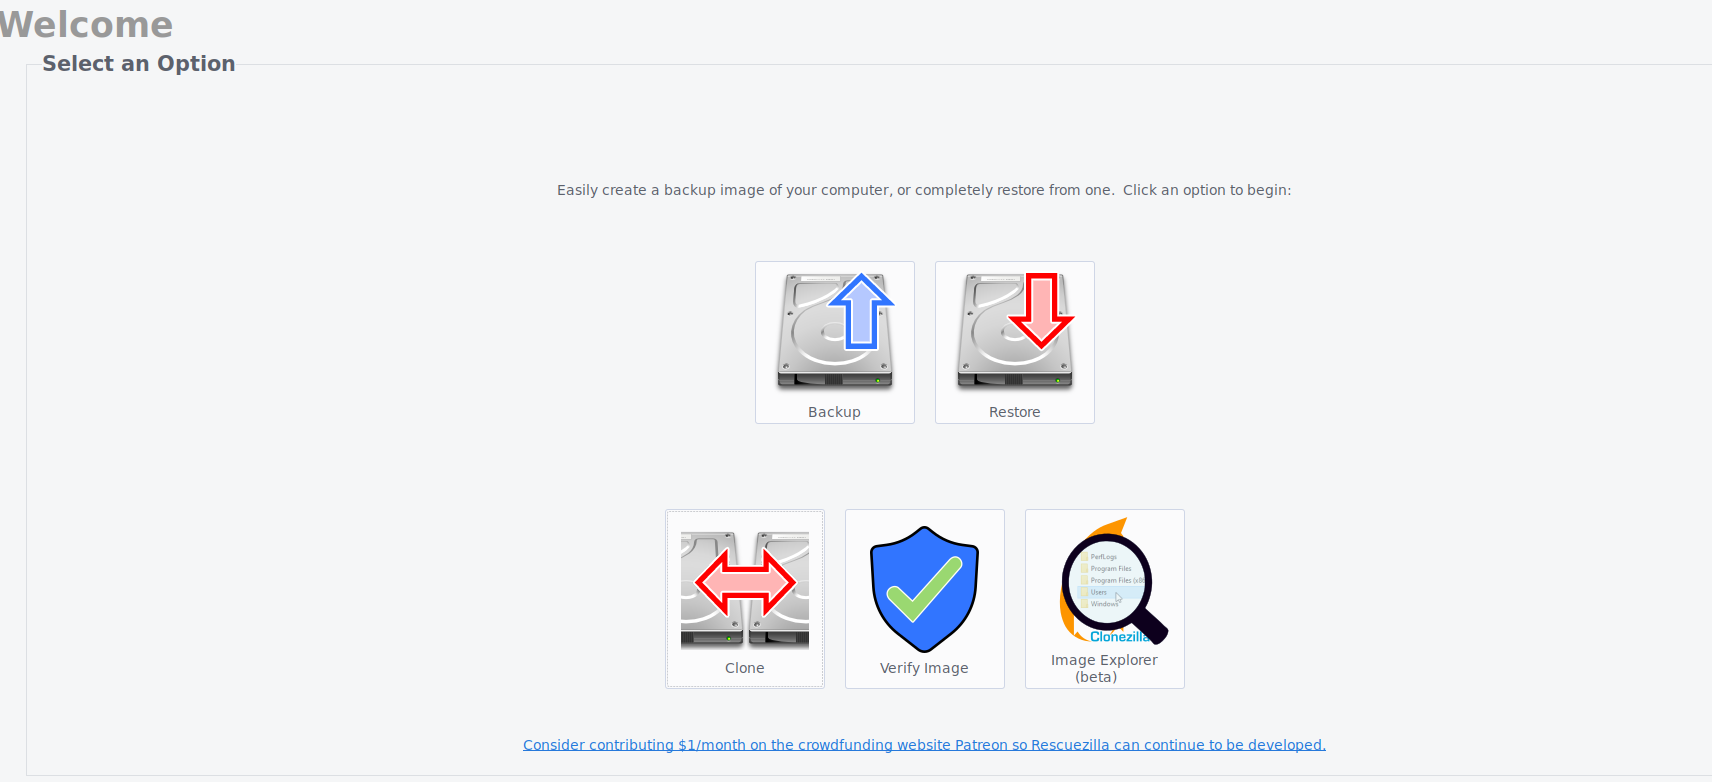 Welcome
Select an Option
Easily create a backup image of your computer, or completely restore from one.  Click an option to begin:
Backup
Restore
PerfLogs
Program Files
Program Files (x8
Users
Windows
Clonezilla
Clone
Verify Image
Image Explorer
(beta)
Consider contributing $1/month on the crowdfunding website Patreon so Rescuezilla can continue to be developed.